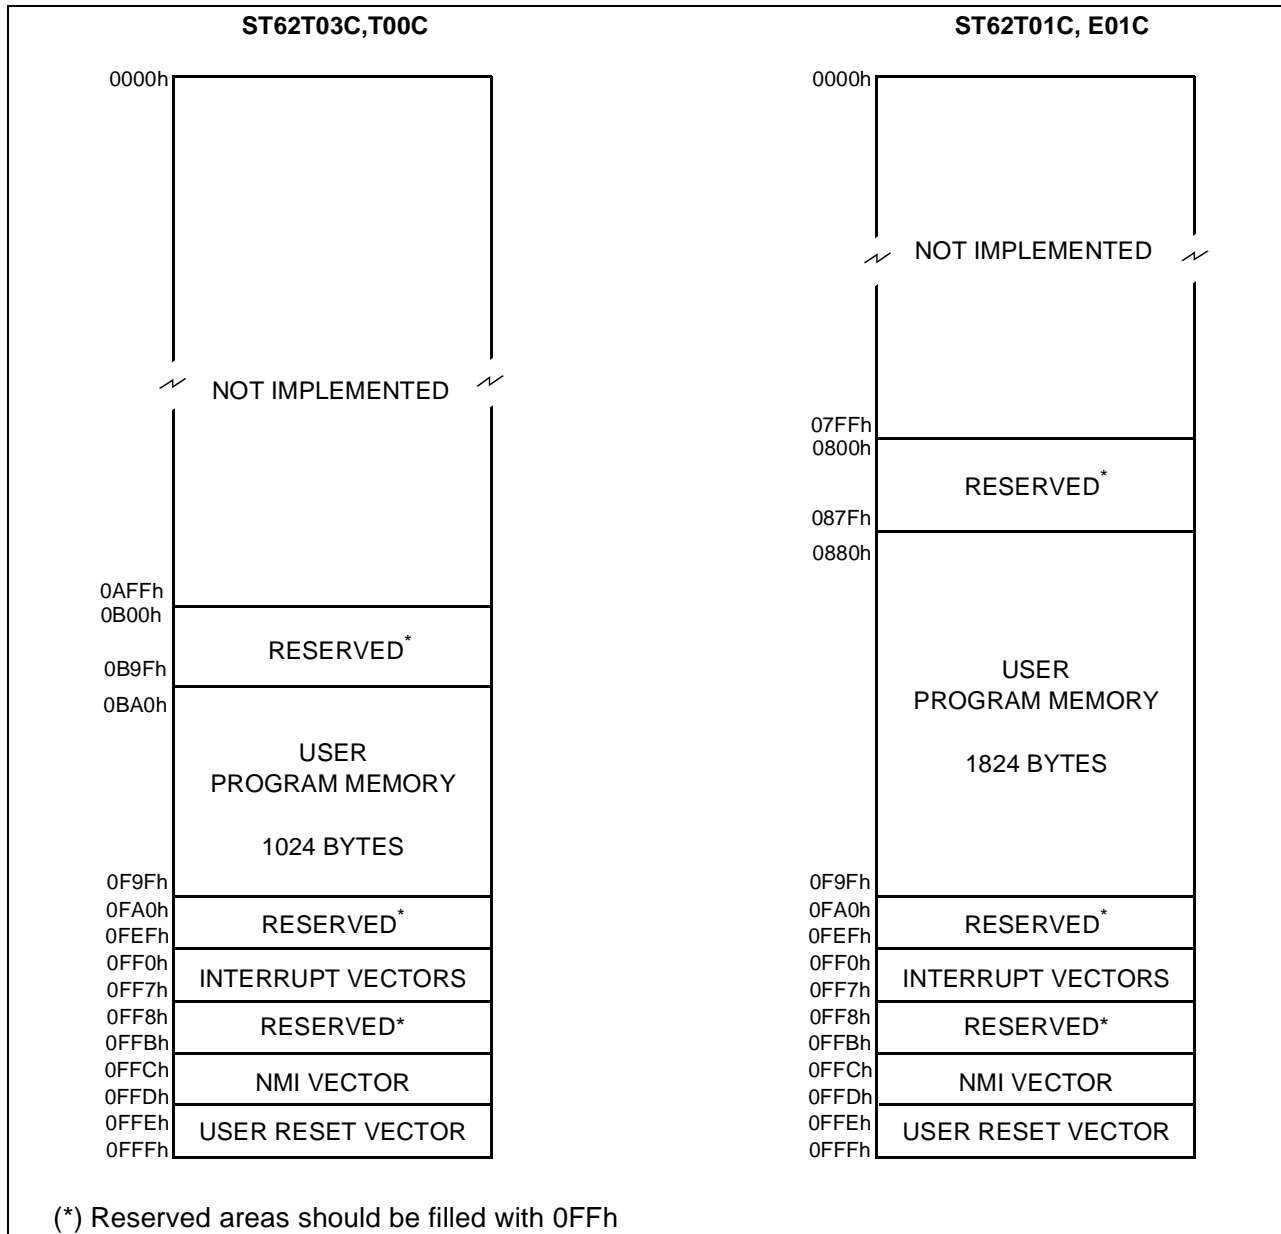 ST62T03C,T00C
0000h
NOT IMPLEMENTED
0AFFh
0B00h
RESERVED*
0B9Fh
0BA0h
USER
PROGRAM MEMORY
1024 BYTES
0F9Fh
0FA0h
RESERVED*
0FEFh
0FF0h
INTERRUPT VECTORS
0FF7h
0FF8h
RESERVED*
0FFBh
0FFCh
NMI VECTOR
0FFDh
0FFEh
USER RESET VECTOR
0FFFh
ST62T01C, E01C
0000h
NOT IMPLEMENTED
07FFh
0800h
RESERVED*
087Fh
0880h
USER
PROGRAM MEMORY
1824 BYTES
0F9Fh
0FA0h
RESERVED*
0FEFh
0FF0h
INTERRUPT VECTORS
0FF7h
0FF8h
RESERVED*
0FFBh
0FFCh
NMI VECTOR
0FFDh
0FFEh
USER RESET VECTOR
0FFFh
(*) Reserved areas should be filled with 0FFh